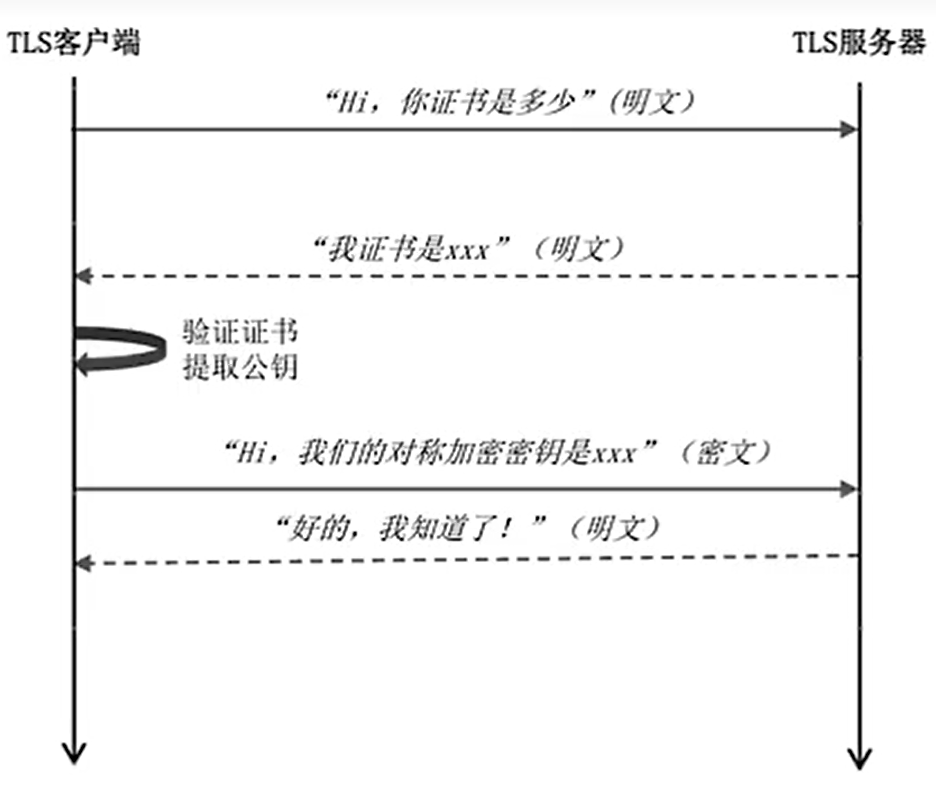 TLS客户端
TLS服务器
“Hi，你证书是多少”(明文）
“我证书是xxx”（明文）
验证证书
提取公钥
“Hi，我们的对称加密密钥是xxx”（密文）
“好的，我知道了！”（明文）